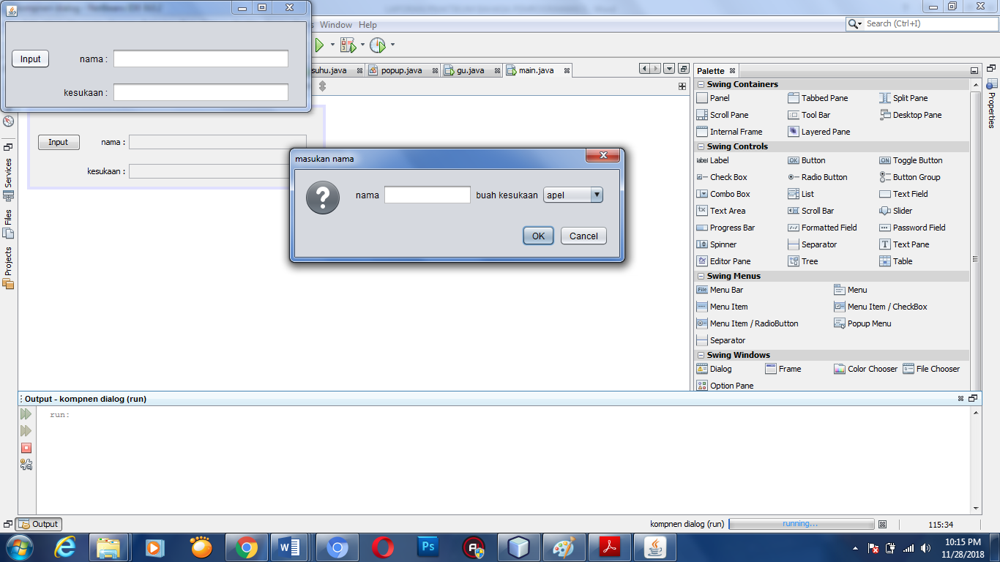 Window Help
Search (Ctrl+I)
Input nama :
kesukaan :
suhu.java popup.java gu.java main.java
Input nama :
kesukaan :
masukan nama
nama buah kesukaan apel
OK Cancel
Services
Files
Projects
Palette
Swing Containers
Panel Tabbed Pane Split Pane
Scroll Pane Tool Bar Desktop Pane
Internal Frame Layered Pane
Swing Controls
Label Button Toggle Button
Check Box Radio Button Button Group
Combo Box List Text Field
Text Area Scroll Bar Slider
Progress Bar Formatted Field Password Field
Spinner Separator Text Pane
Editor Pane Tree Table
Swing Menus
Menu Bar Menu
Menu Item Menu Item / CheckBox
Menu Item / RadioButton Popup Menu
Separator
Swing Windows
Dialog Frame Color Chooser File Chooser
Option Pane
Properties
Output - kompnen dialog (run)
run:
Output
kompnen dialog (run) running... 115:34
10:15 PM
11/28/2018